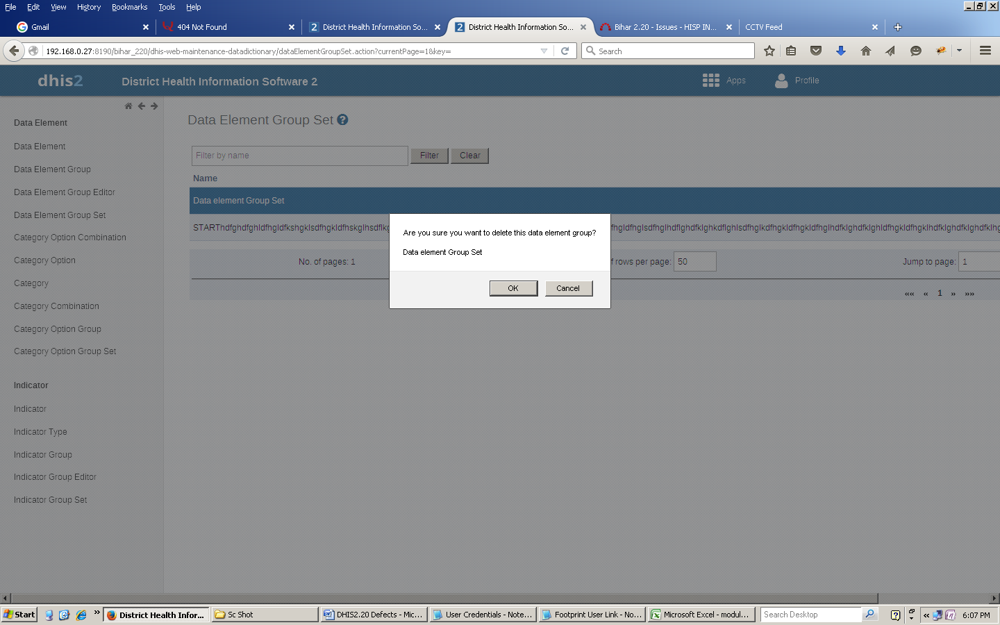 File Edit View History Bookmarks Tools Help
Gmail 404 Not Found District Health Information So... District Health Information So... Bihar 2.20 - Issues - HISP IN... CCTV Feed
192.168.0.27:8190/bihar_220/dhis-web-maintenance-datadictionary/dataElementGroupSet.action?currentPage=1&key= Search
dhis2 District Health Information Software 2 Apps Profile
Data Element
Data Element
Data Element Group
Data Element Group Editor
Data Element Group Set
Category Option Combination
Category Option
Category
Category Combination
Category Option Group
Category Option Group Set
Indicator
Indicator
Indicator Type
Indicator Group
Indicator Group Editor
Indicator Group Set
Data Element Group Set ?
Filter by name Filter Clear
Name
Data element Group Set
No. of pages: 1 rows per page: 50 Jump to page: 1
«« « 1 » »»
Are you sure you want to delete this data element group?
Data element Group Set
OK Cancel
Start » District Health Infor... Sc Shot DHIS2.20 Defects - Mic... User Credentials - Note... Footprint User Link - No... Microsoft Excel - modul... Search Desktop « 6:07 PM